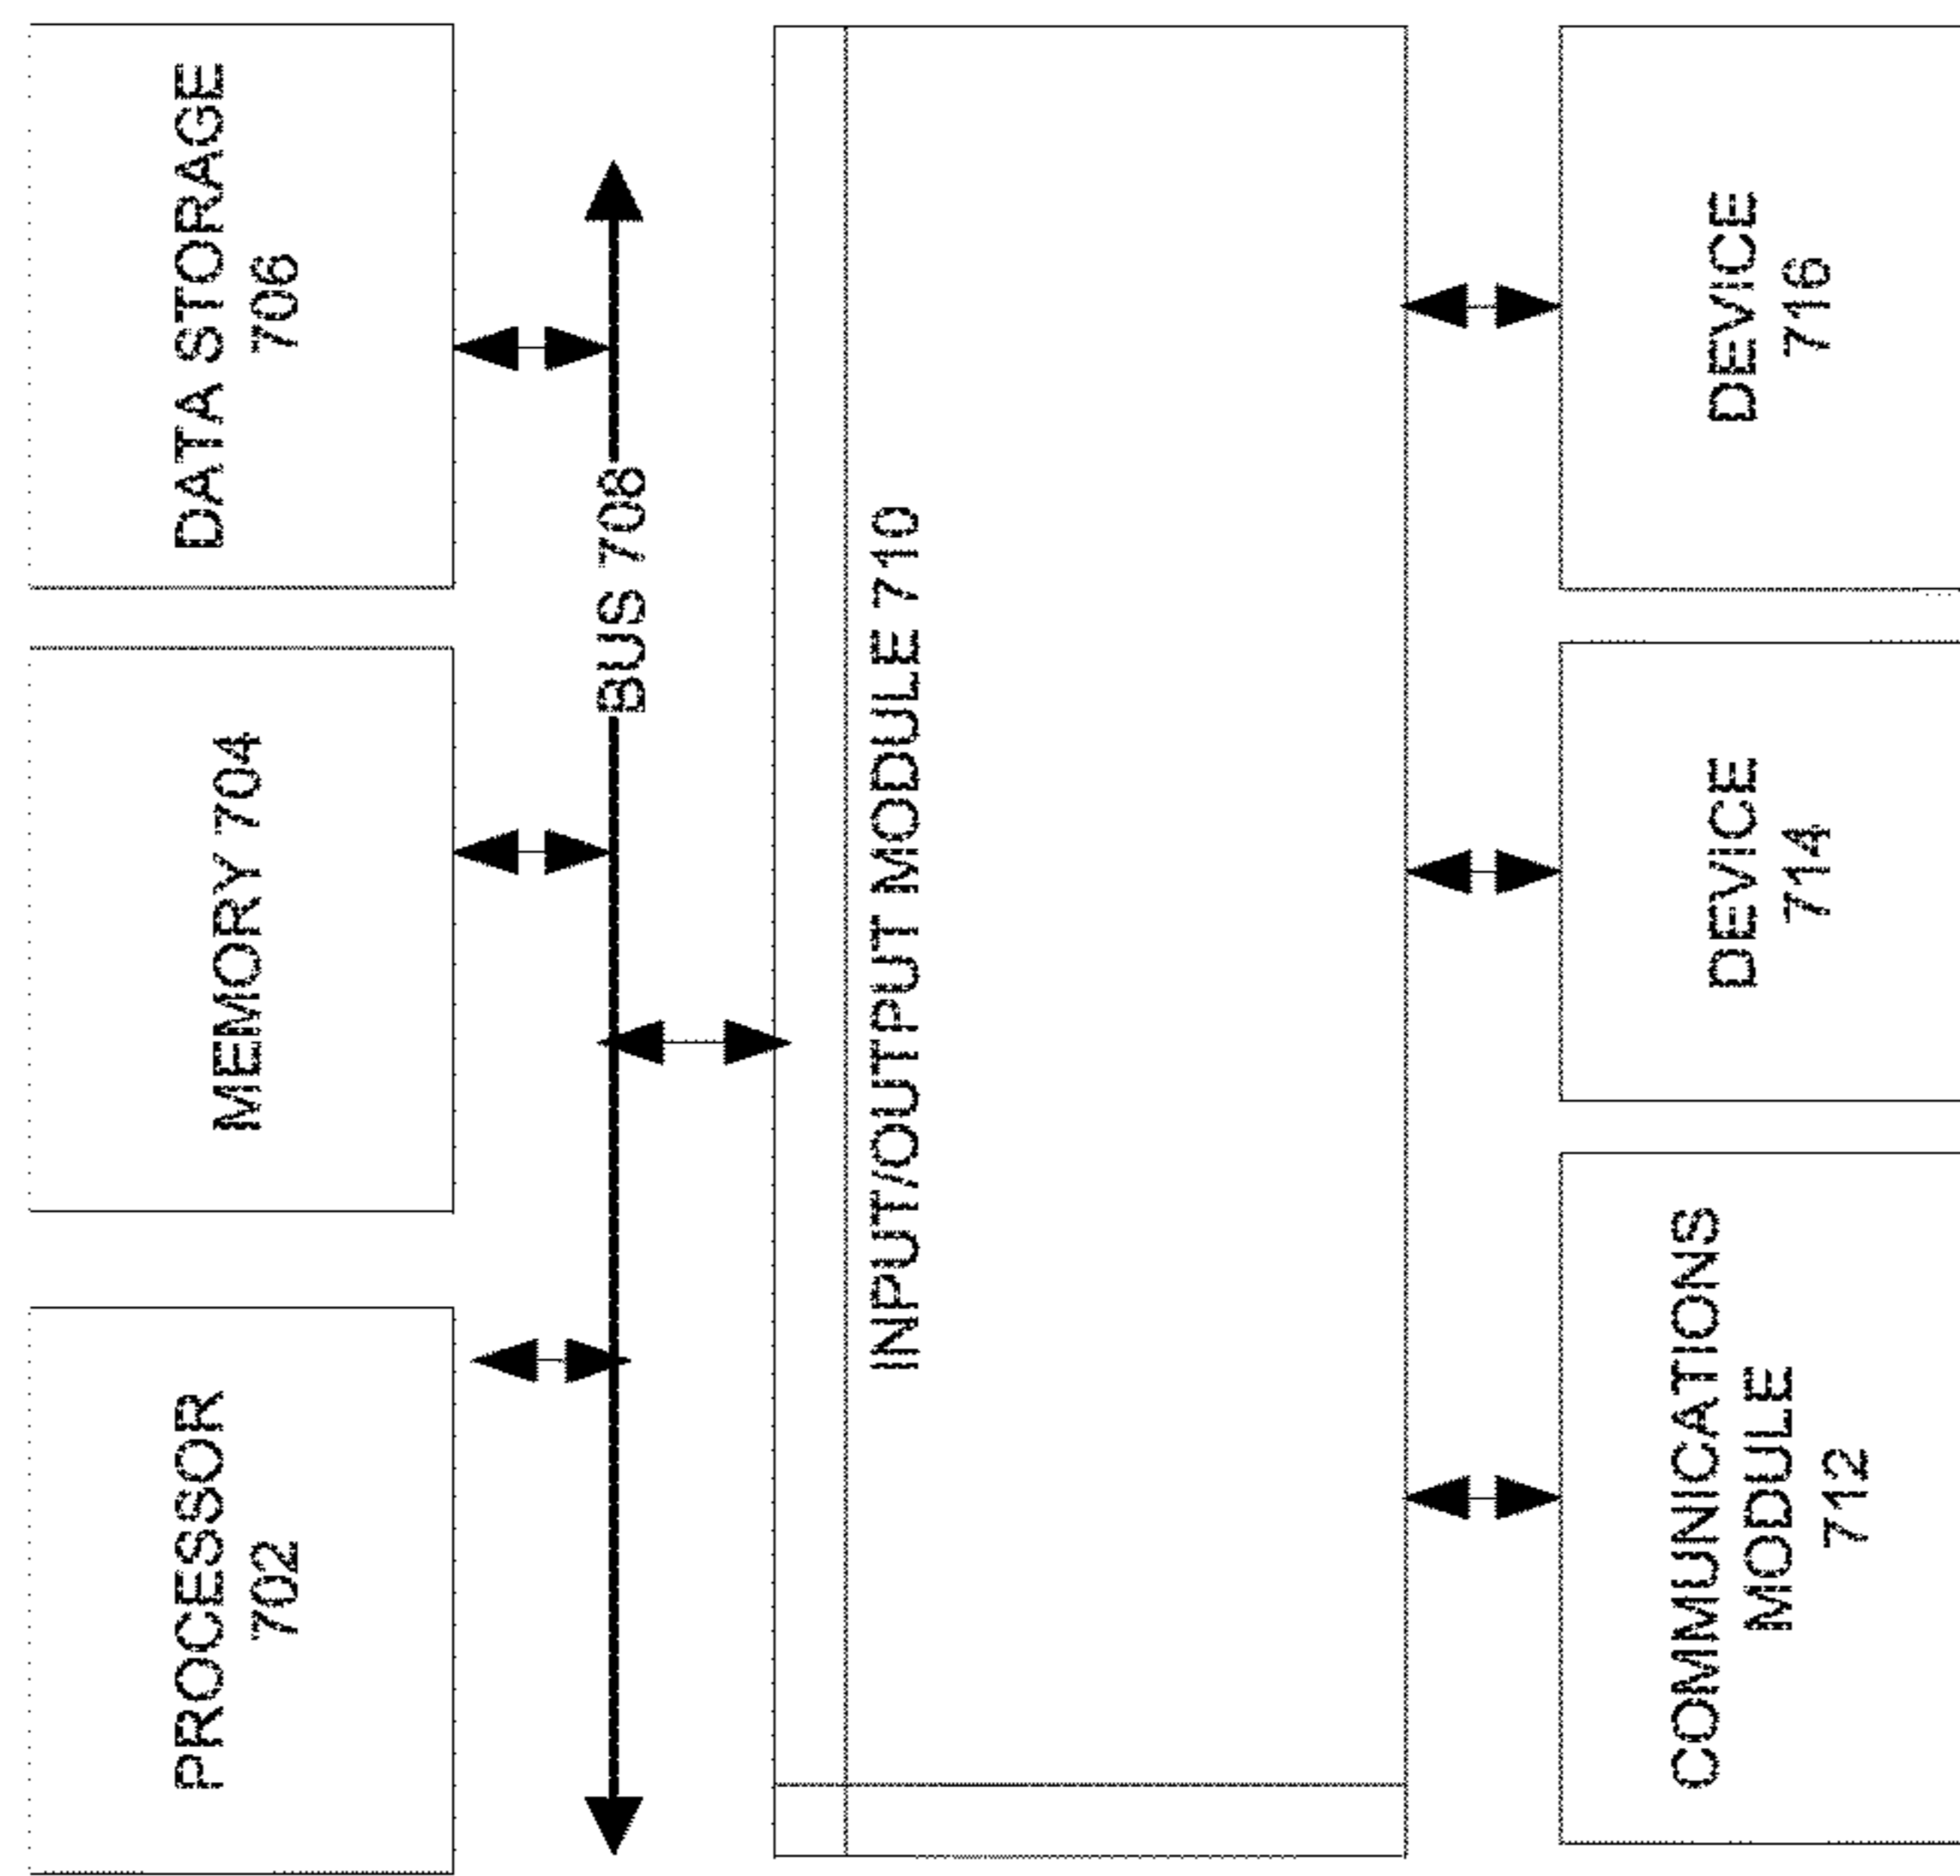 PROCESSOR
702
MEMORY 704
DATA STORAGE
706
BUS 708
INPUT/OUTPUT MODULE 710
COMMUNICATIONS
MODULE
712
DEVICE
714
DEVICE
716